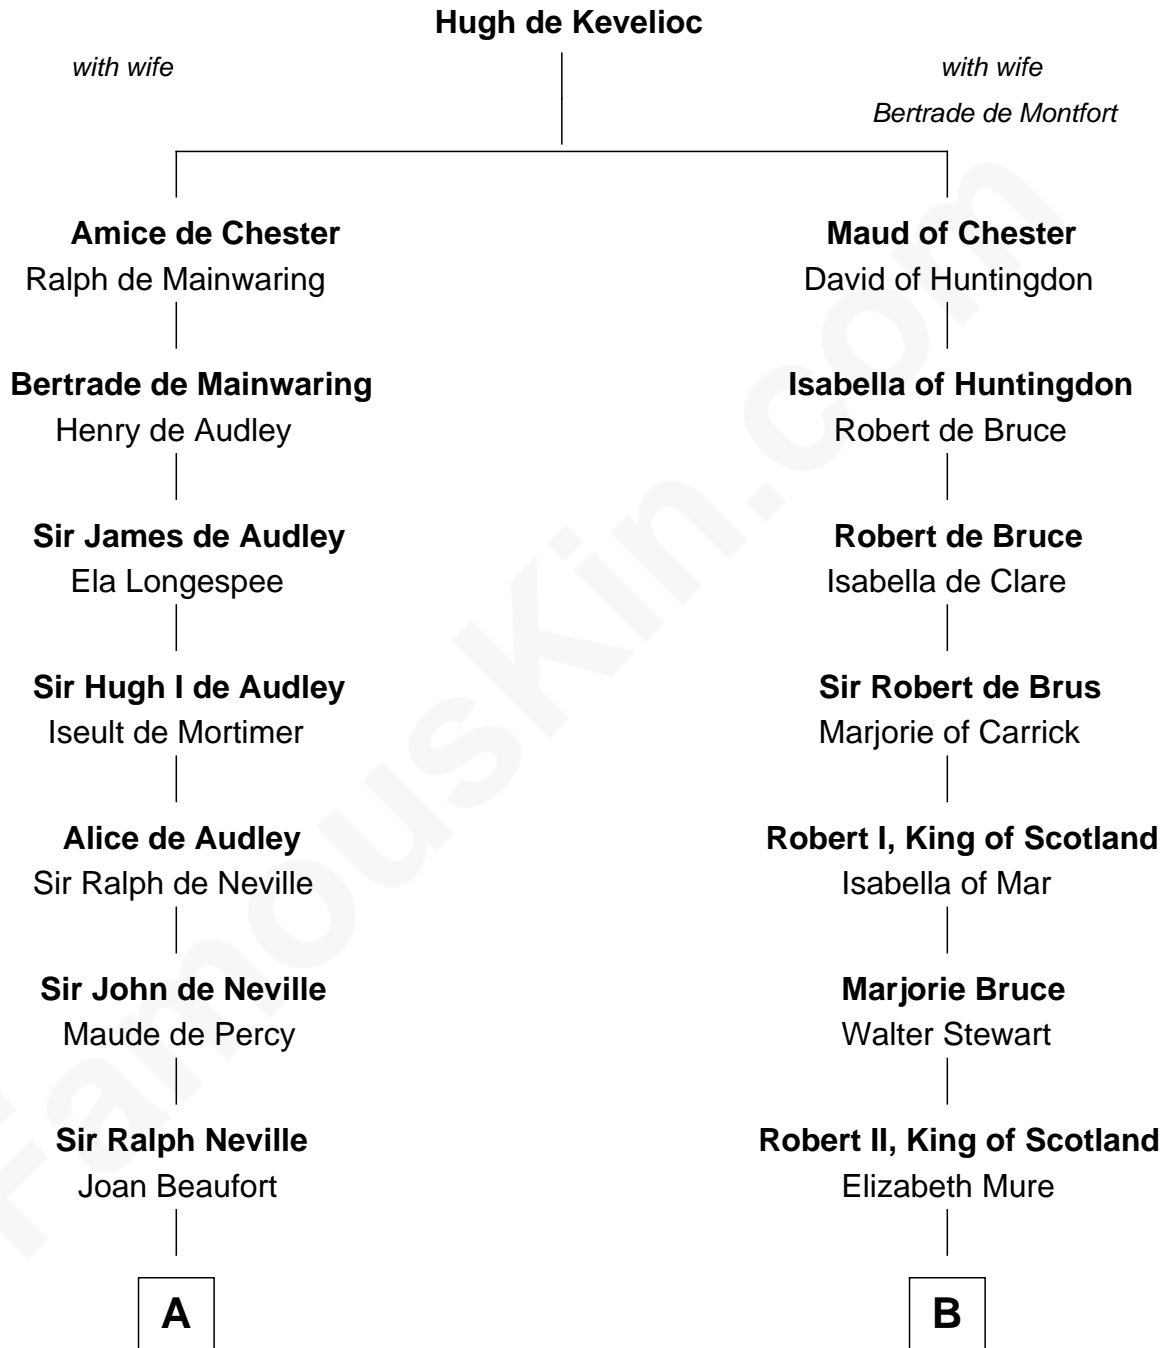 Hugh de Kevelioc
with wife
with wife
Bertrade de Montfort
Amice de Chester
Ralph de Mainwaring
Maud of Chester
David of Huntingdon
Bertrade de Mainwaring
Henry de Audley
Isabella of Huntingdon
Robert de Bruce
Sir James de Audley
Ela Longespee
Robert de Bruce
Isabella de Clare
Sir Hugh I de Audley
Iseult de Mortimer
Sir Robert de Brus
Marjorie of Carrick
Alice de Audley
Sir Ralph de Neville
Robert I, King of Scotland
Isabella of Mar
Sir John de Neville
Maude de Percy
Marjorie Bruce
Walter Stewart
Sir Ralph Neville
Joan Beaufort
Robert II, King of Scotland
Elizabeth Mure
A
B
FamousKin.com